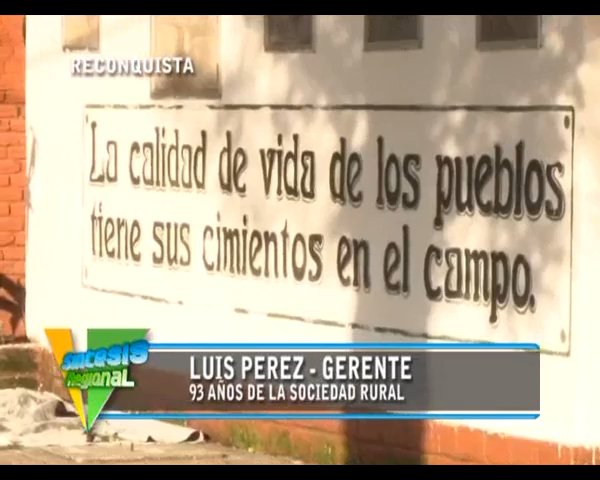 RECONQUISTA
La calidad de vida de los pueblos
tiene sus cimientos en el campo.
SINTESIS
Regional
LUIS PEREZ - GERENTE
93 AÑOS DE LA SOCIEDAD RURAL